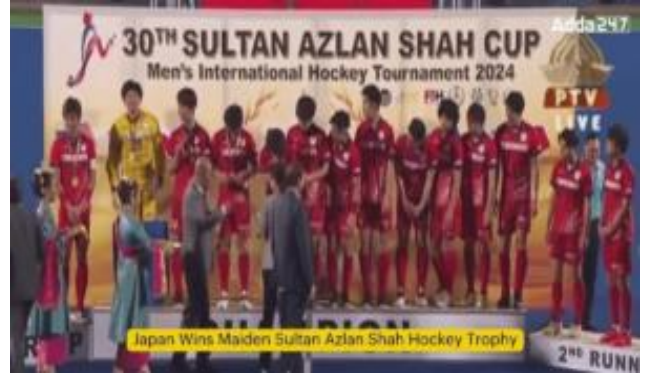 Adda247
30TH SULTAN AZLAN SHAH CUP
Men's International Hockey Tournament 2024
PTV
LIVE
Japan Wins Maiden Sultan Azlan Shah Hockey Trophy
2ND RUNN